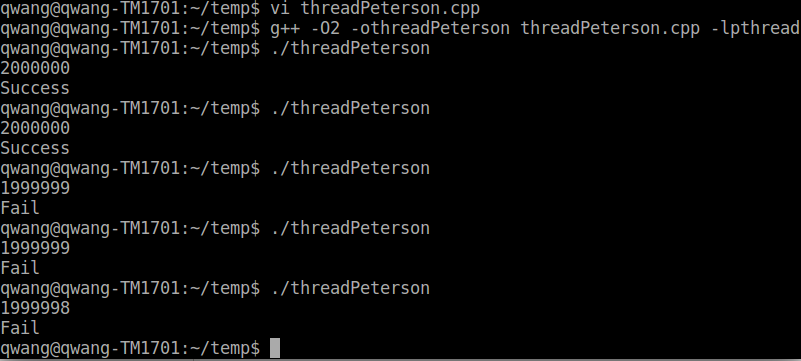 qwang@qwang-TM1701:~/temp$ vi threadPeterson.cpp
qwang@qwang-TM1701:~/temp$ g++ -O2 -othreadPeterson threadPeterson.cpp -lpthread
qwang@qwang-TM1701:~/temp$ ./threadPeterson
2000000
Success
qwang@qwang-TM1701:~/temp$ ./threadPeterson
2000000
Success
qwang@qwang-TM1701:~/temp$ ./threadPeterson
1999999
Fail
qwang@qwang-TM1701:~/temp$ ./threadPeterson
1999999
Fail
qwang@qwang-TM1701:~/temp$ ./threadPeterson
1999998
Fail
qwang@qwang-TM1701:~/temp$